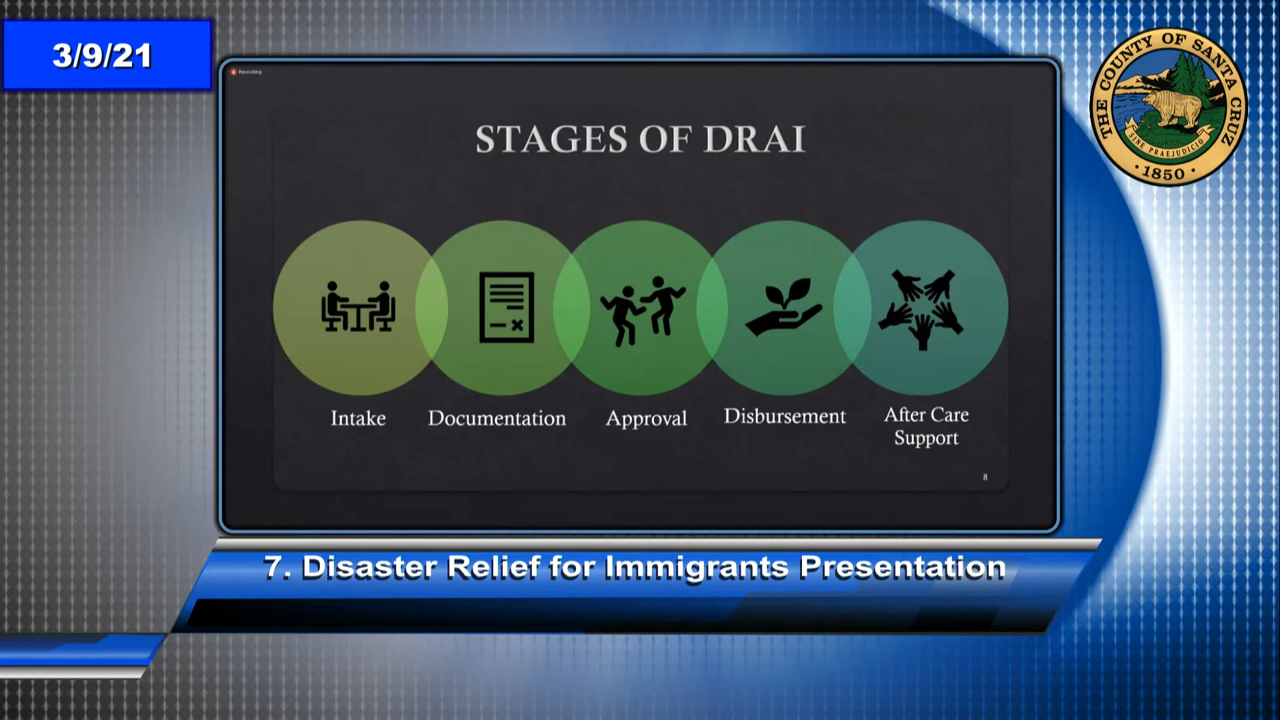 3/9/21
Recording
THE COUNTY OF SANTA CRUZ
SINE PRAEJUDICIO
• 1850 •
STAGES OF DRAI
Intake
Documentation
Approval
Disbursement
After Care
Support
8
7. Disaster Relief for Immigrants Presentation